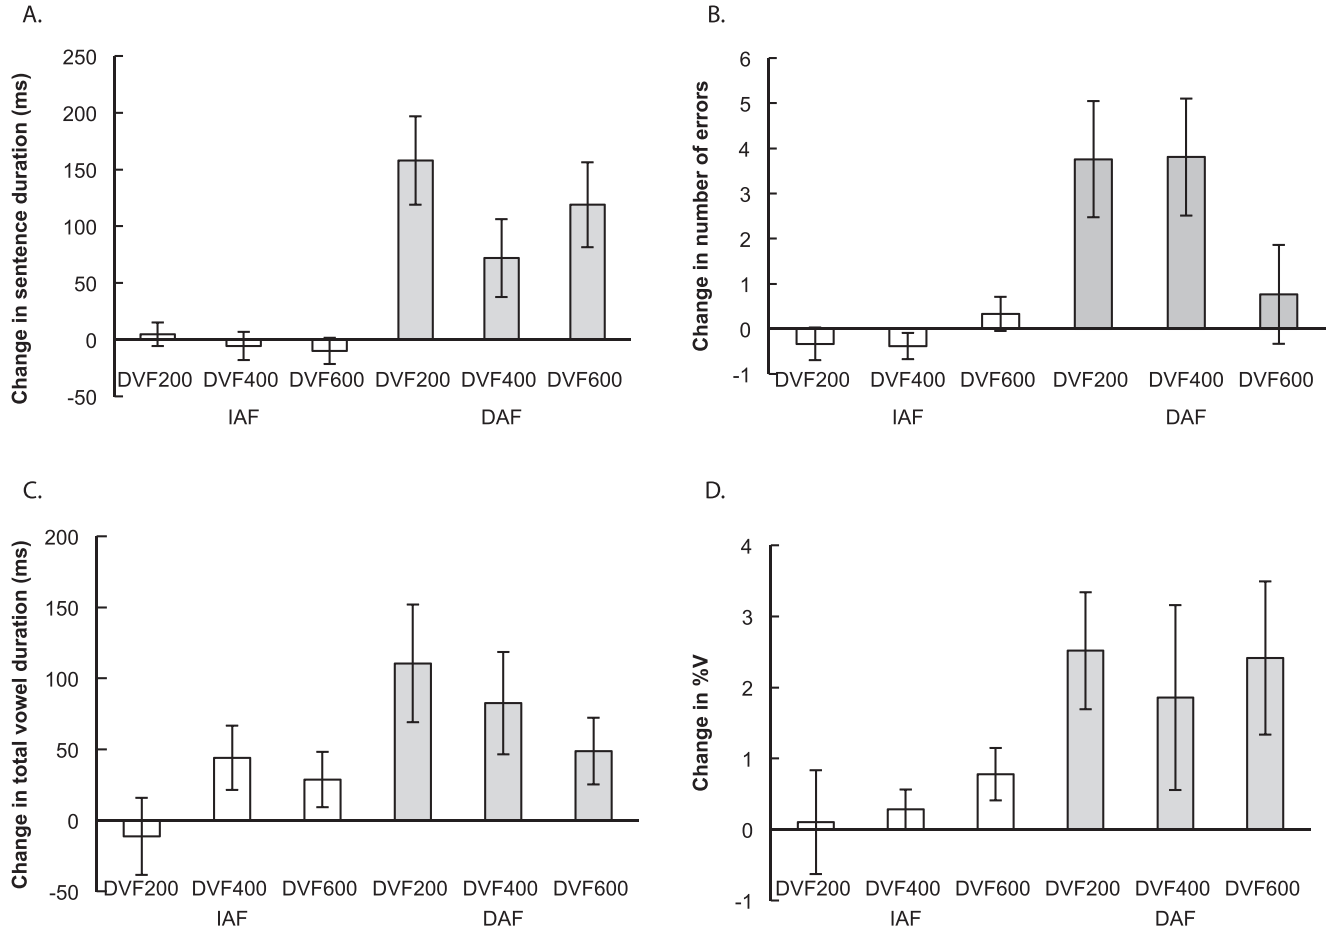 A.
Change in sentence duration (ms)
250
200
150
100
50
0
-50
DVF200 DVF400 DVF600 DVF200 DVF400 DVF600
IAF DAF
B.
Change in number of errors
6
5
4
3
2
1
0
-1
DVF200 DVF400 DVF600 DVF200 DVF400 DVF600
IAF DAF
C.
Change in total vowel duration (ms)
200
150
100
50
0
-50
DVF200 DVF400 DVF600 DVF200 DVF400 DVF600
IAF DAF
D.
Change in %V
4
3
2
1
0
-1
DVF200 DVF400 DVF600 DVF200 DVF400 DVF600
IAF DAF